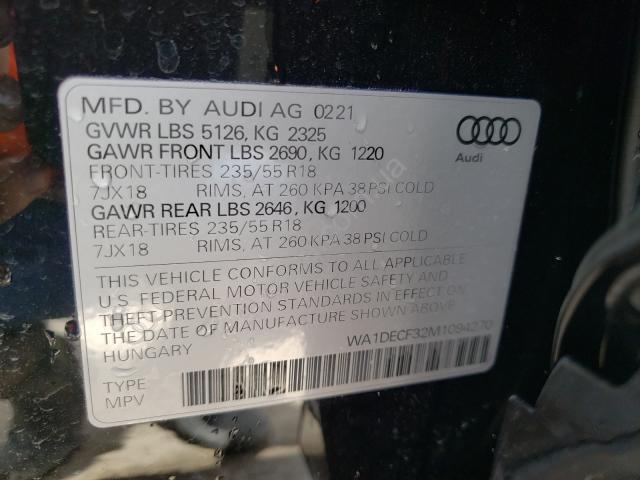 MFD. BY AUDI AG 0221
GVWR LBS 5126, KG 2325
GAWR FRONT LBS 2690, KG 1220
FRONT-TIRES 235/55 R18
7JX18 RIMS, AT 260 KPA 38 PSI COLD
GAWR REAR LBS 2646, KG 1200
REAR-TIRES 235/55 R18
7JX18 RIMS, AT 260 KPA 38 PSI COLD
Audi
THIS VEHICLE CONFORMS TO ALL APPLICABLE
U.S. FEDERAL MOTOR VEHICLE SAFETY AND
THEFT PREVENTION STANDARDS IN EFFECT ON
THE DATE OF MANUFACTURE SHOWN ABOVE
HUNGARY
WA1DECF32M1094270
TYPE
MPV